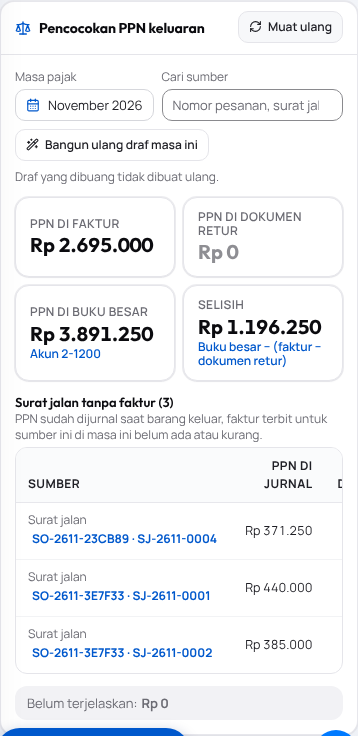 Pencocokan PPN keluaran
Muat ulang
Masa pajak
Cari sumber
November 2026
Nomor pesanan, surat jal
Bangun ulang draf masa ini
Draf yang dibuang tidak dibuat ulang.
PPN DI FAKTUR
Rp 2.695.000
PPN DI DOKUMEN
RETUR
Rp 0
PPN DI BUKU BESAR
Rp 3.891.250
Akun 2-1200
SELISIH
Rp 1.196.250
Buku besar − (faktur −
dokumen retur)
Surat jalan tanpa faktur (3)
PPN sudah dijurnal saat barang keluar, faktur terbit untuk
sumber ini di masa ini belum ada atau kurang.
SUMBER
PPN DI
JURNAL
Surat jalan
SO-2611-23CB89 · SJ-2611-0004
Rp 371.250
Surat jalan
SO-2611-3E7F33 · SJ-2611-0001
Rp 440.000
Surat jalan
SO-2611-3E7F33 · SJ-2611-0002
Rp 385.000
Belum terjelaskan: Rp 0